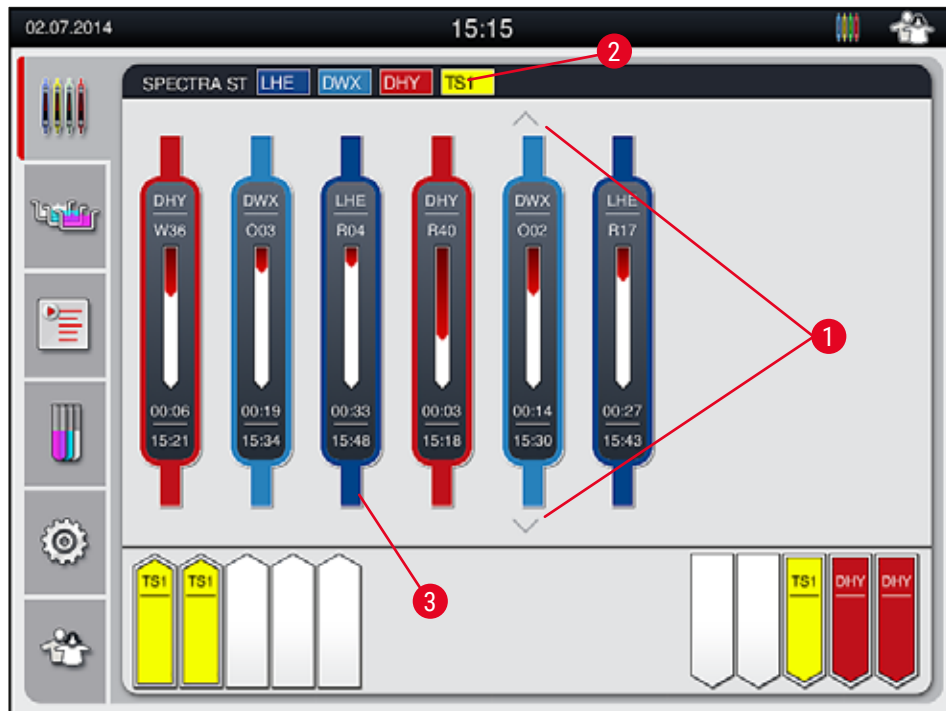 02.07.2014 15:15
2
SPECTRA ST LHE DWX DHY TS1
DHY DWX LHE DHY DWX LHE
W36 O03 R04 R40 O02 R17
1
00:06 00:19 00:33 00:03 00:14 00:27
15:21 15:34 15:48 15:18 15:30 15:43
TS1 TS1 TS1 DHY DHY
3